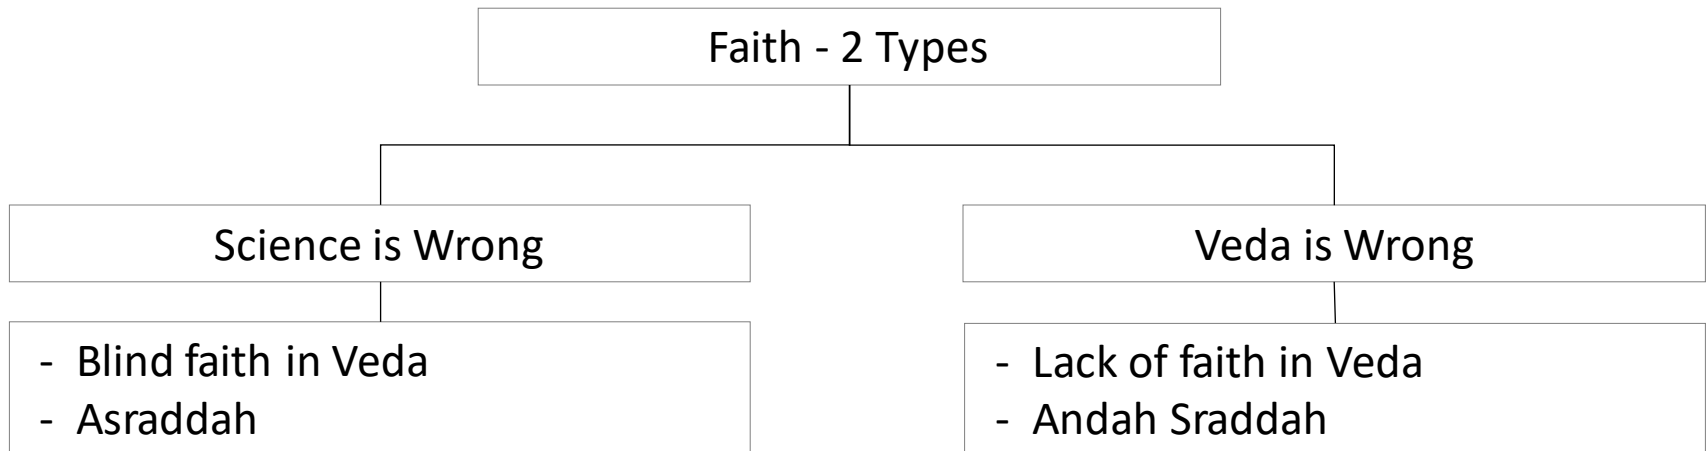 Faith - 2 Types
Science is Wrong
Veda is Wrong
- Blind faith in Veda
- Asraddah
- Lack of faith in Veda
- Andah Sraddah